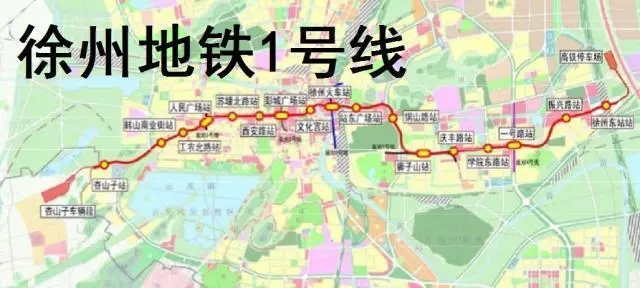 徐州地铁1号线
高铁停车场
徐州火车站
人民广场站
苏堤北路站
彭城广场站
韩山商业街站
站东广场站
铜山路站
振兴路站
工农北路站
西安路站
文化宫站
庆丰路站
一号路站
徐州东站站
狮子山站
学院东路站
杏山子站
杏山子车辆段